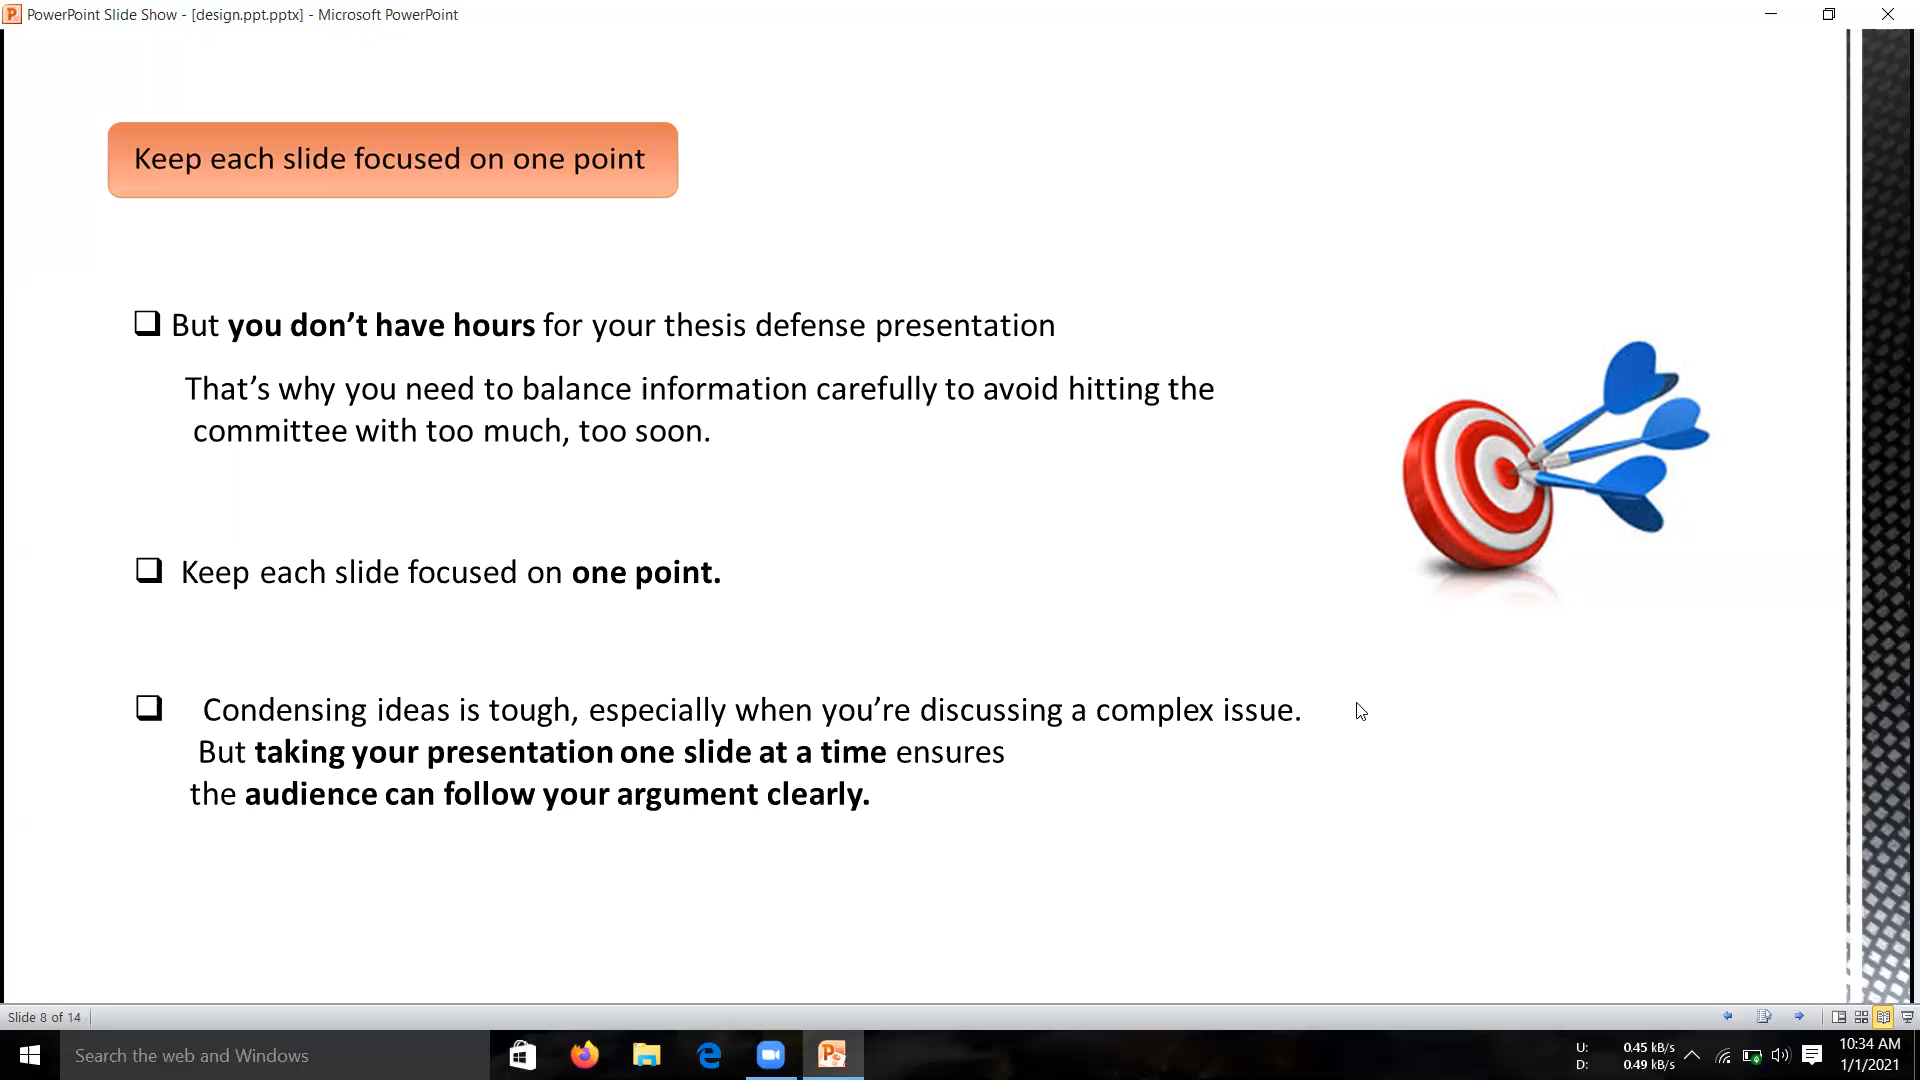 PowerPoint Slide Show - [design.ppt.pptx] - Microsoft PowerPoint
Keep each slide focused on one point
❑ But you don’t have hours for your thesis defense presentation
That’s why you need to balance information carefully to avoid hitting the
committee with too much, too soon.
❑ Keep each slide focused on one point.
❑ Condensing ideas is tough, especially when you’re discussing a complex issue.
But taking your presentation one slide at a time ensures
the audience can follow your argument clearly.
Slide 8 of 14
Search the web and Windows
U: 0.45 kB/s
D: 0.49 kB/s
10:34 AM
1/1/2021